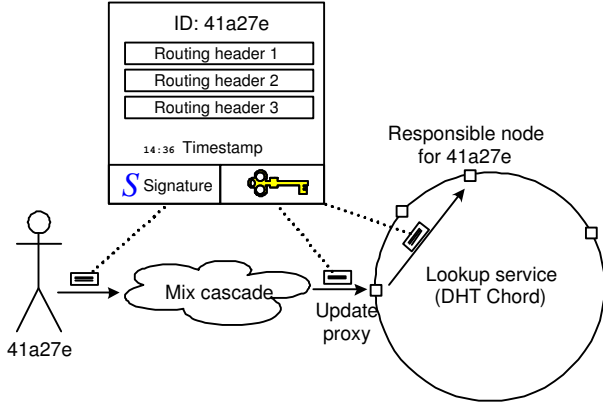 ID: 41a27e
Routing header 1
Routing header 2
Routing header 3
14:36 Timestamp
S Signature
Responsible node
for 41a27e
Lookup service
(DHT Chord)
Mix cascade
Update
proxy
41a27e